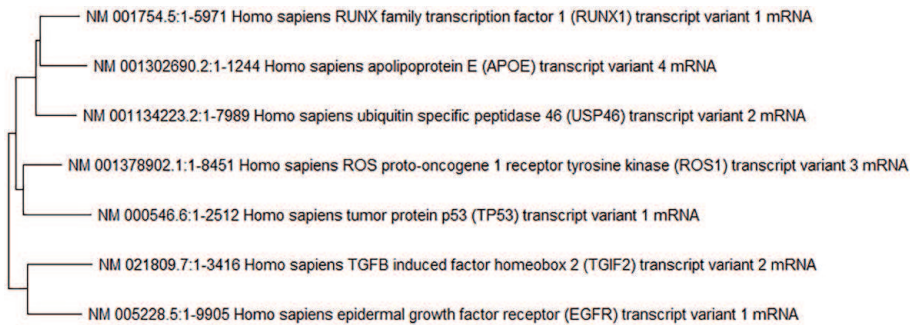 NM 001754.5:1-5971 Homo sapiens RUNX family transcription factor 1 (RUNX1) transcript variant 1 mRNA
NM 001302690.2:1-1244 Homo sapiens apolipoprotein E (APOE) transcript variant 4 mRNA
NM 001134223.2:1-7989 Homo sapiens ubiquitin specific peptidase 46 (USP46) transcript variant 2 mRNA
NM 001378902.1:1-8451 Homo sapiens ROS proto-oncogene 1 receptor tyrosine kinase (ROS1) transcript variant 3 mRNA
NM 000546.6:1-2512 Homo sapiens tumor protein p53 (TP53) transcript variant 1 mRNA
NM 021809.7:1-3416 Homo sapiens TGFB induced factor homeobox 2 (TGIF2) transcript variant 2 mRNA
NM 005228.5:1-9905 Homo sapiens epidermal growth factor receptor (EGFR) transcript variant 1 mRNA